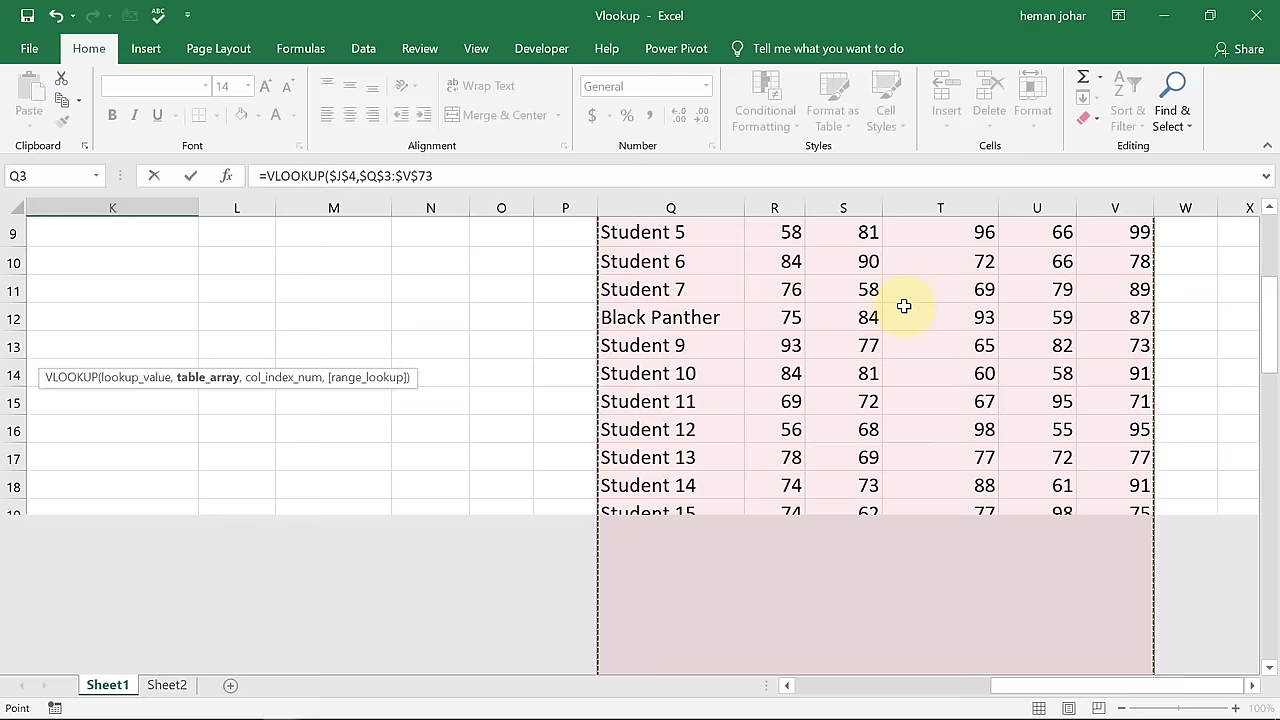 Vlookup - Excel
heman johar
File Home Insert Page Layout Formulas Data Review View Developer Help Power Pivot Tell me what you want to do Share
Paste
14
Wrap Text
Merge & Center
General
Conditional Formatting
Format as Table
Cell Styles
Insert
Delete
Format
Sort & Filter
Find & Select
Clipboard Font Alignment Number Styles Cells Editing
Q3 =VLOOKUP($J$4,$Q$3:$V$73
K L M N O P Q R S T U V W X
9 Student 5 58 81 96 66 99
10 Student 6 84 90 72 66 78
11 Student 7 76 58 69 79 89
12 Black Panther 75 84 93 59 87
13 Student 9 93 77 65 82 73
14 Student 10 84 81 60 58 91
VLOOKUP(lookup_value, table_array, col_index_num, [range_lookup])
15 Student 11 69 72 67 95 71
16 Student 12 56 68 98 55 95
17 Student 13 78 69 77 72 77
18 Student 14 74 73 88 61 91
19 Student 15 74 62 77 98 75
Sheet1 Sheet2
Point 100%